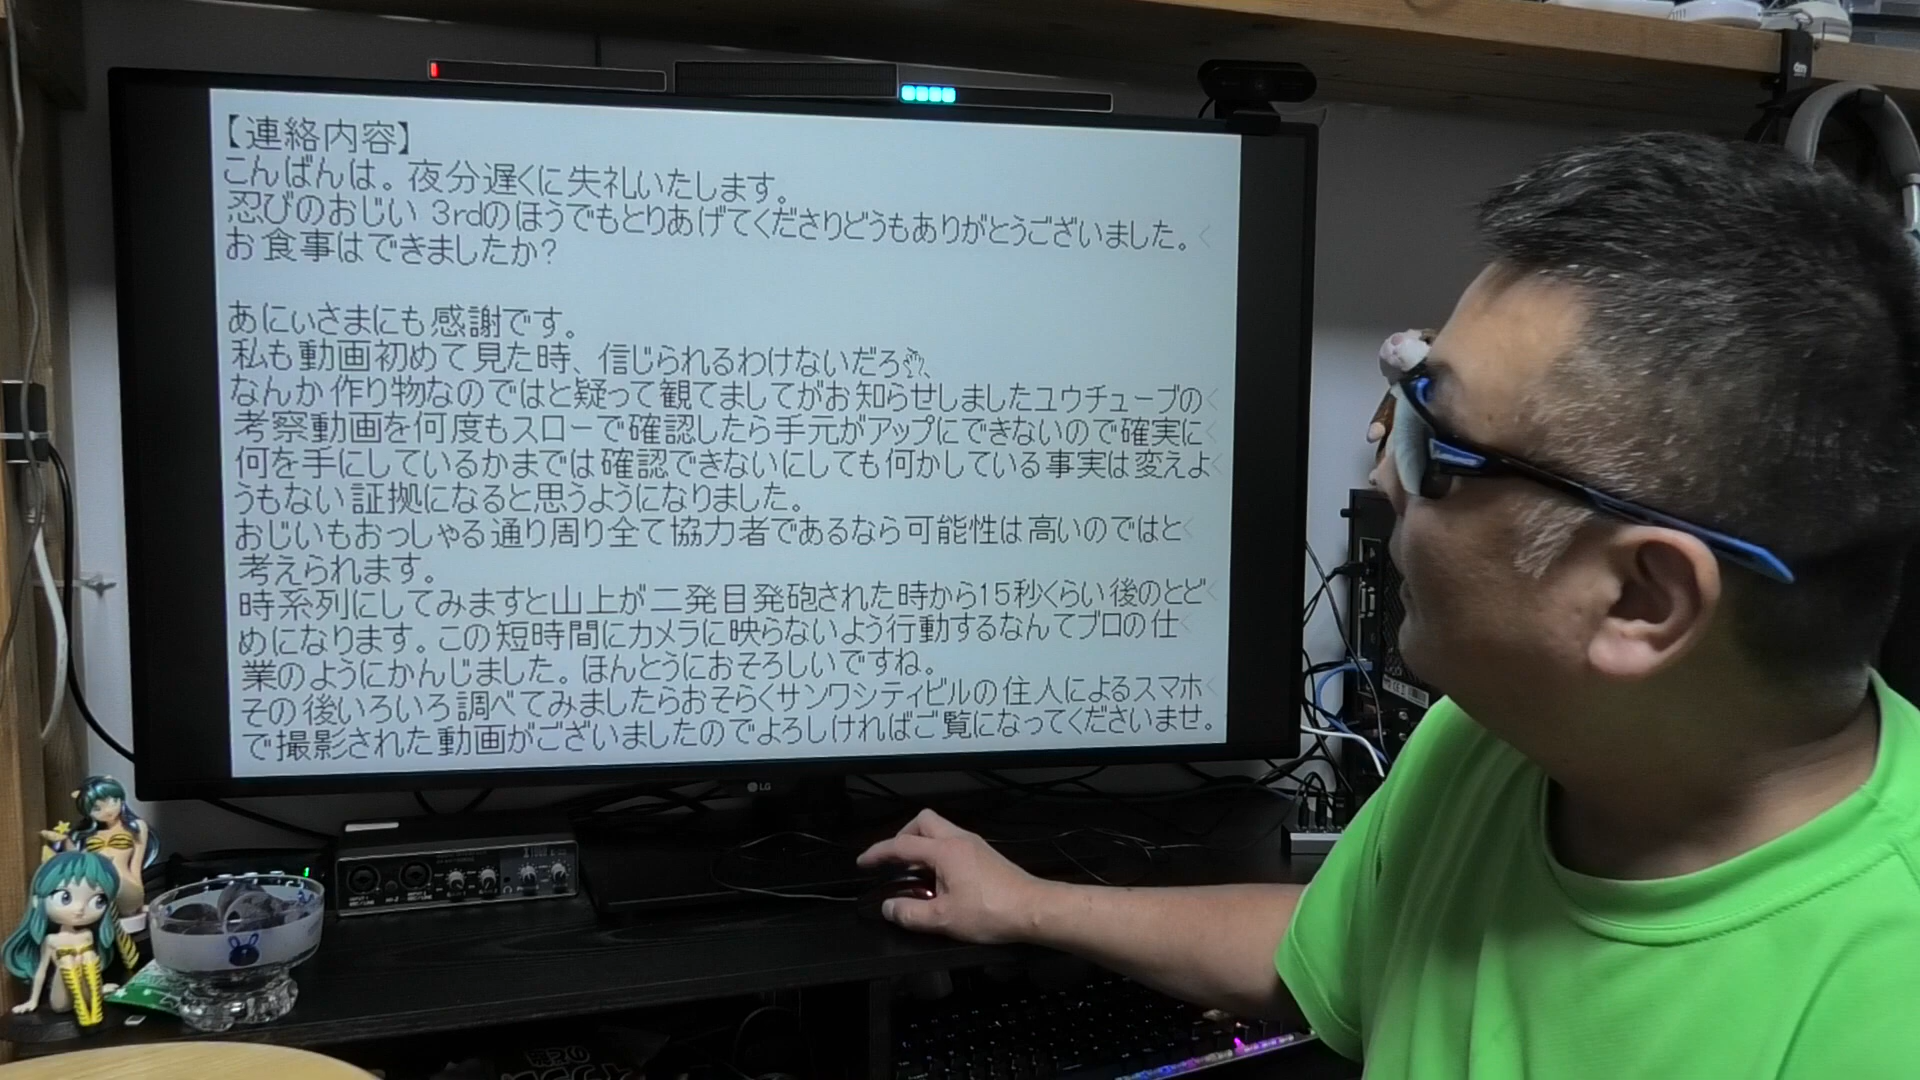 【連絡内容】
こんばんは。夜分遅くに失礼いたします。
忍びのおじい 3rdのほうでもとりあげてくださりどうもありがとうございました。
お食事はできましたか?
あにぃさまにも感謝です。
私も動画初めて見た時、信じられるわけないだろ
なんか作り物なのではと疑って観てましてがお知らせしましたユウチューブの
考察動画を何度もスローで確認したら手元がアップにできないので確実に
何を手にしているかまでは確認できないにしても何かしている事実は変えよ
うもない証拠になると思うようになりました。
おじいもおっしゃる通り周り全て協力者であるなら可能性は高いのではと
考えられます。
時系列にしてみますと山上が二発目発砲された時から15秒くらい後のとど
めになります。この短時間にカメラに映らないよう行動するなんてプロの仕
業のようにかんじました。ほんとうにおそろしいですね。
その後いろいろ調べてみましたらおそらくサンワシティビルの住人によるスマホ
で撮影された動画がございましたのでよろしければご覧になってくださいませ。
LG